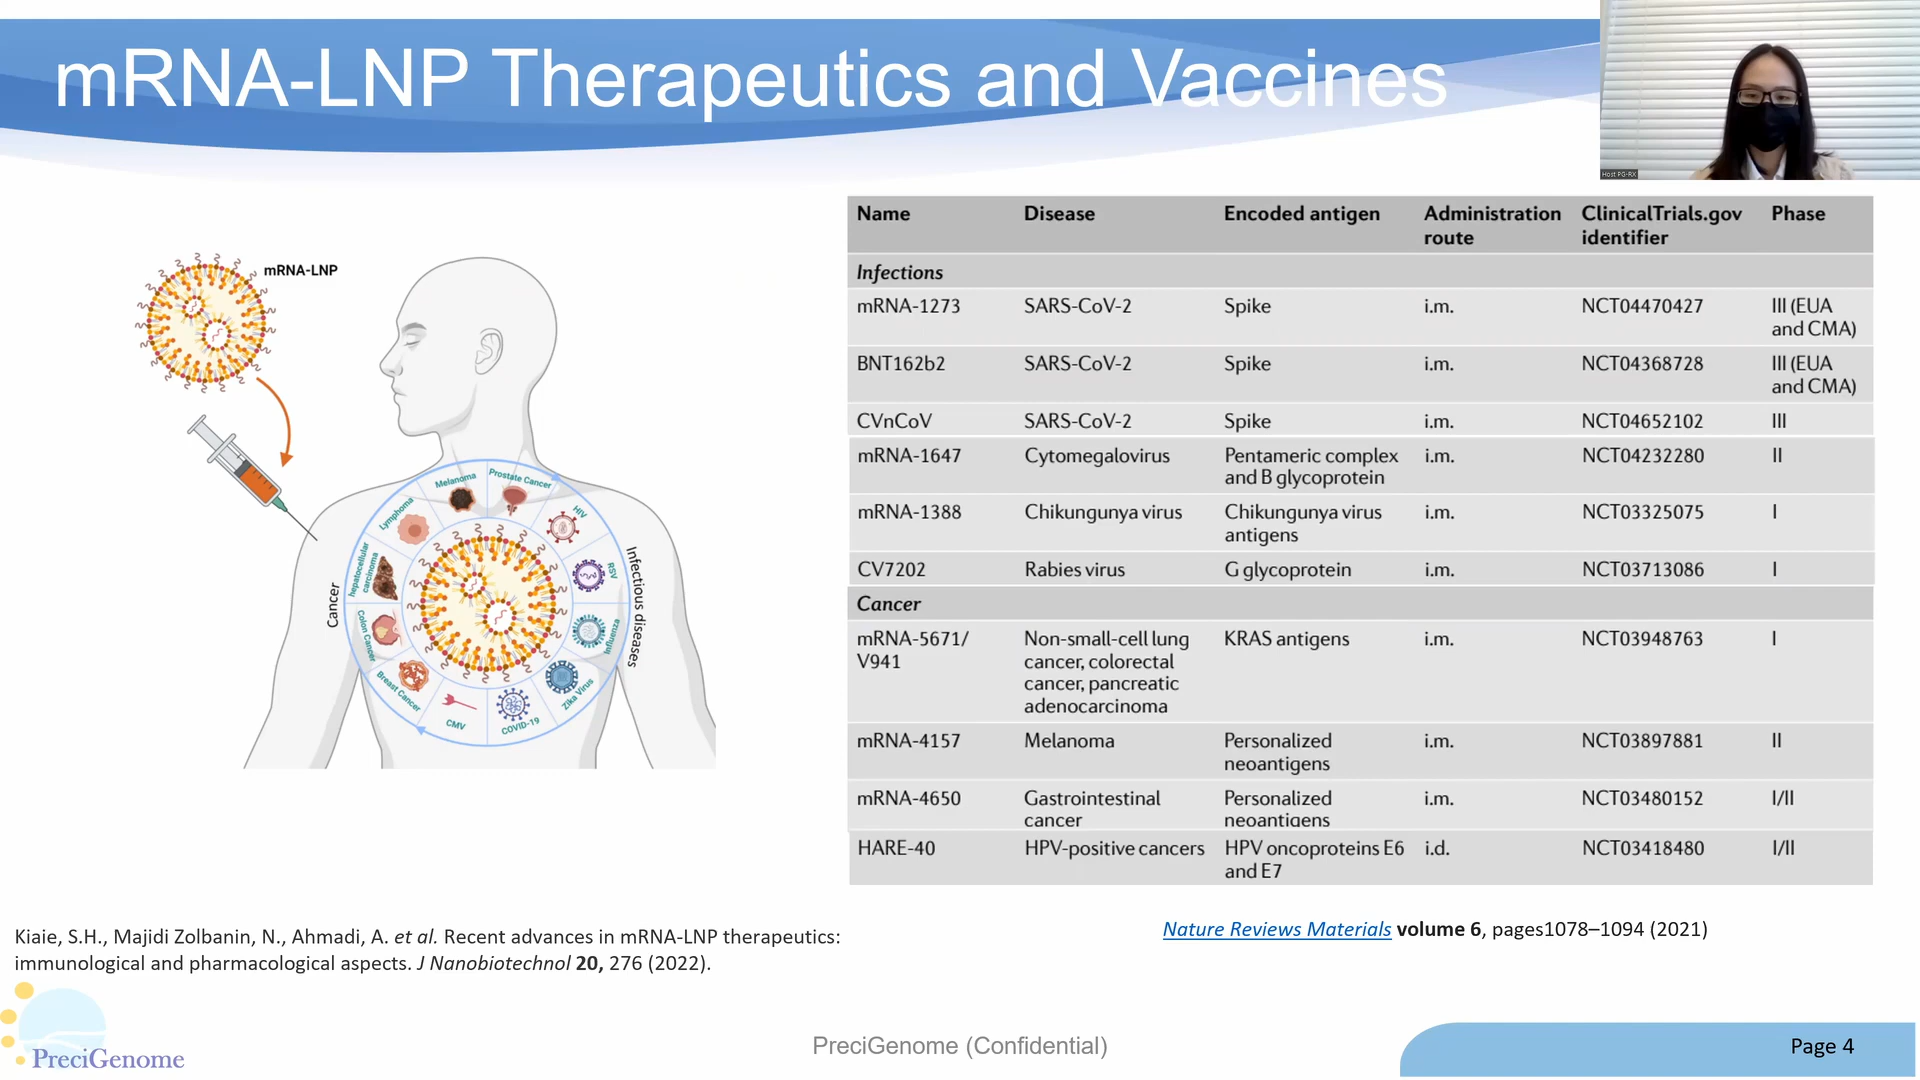 mRNA-LNP Therapeutics and Vaccines
Host PG-RX
mRNA-LNP
Cancer
Infectious diseases
Melanoma
Prostate Cancer
HIV
RSV
Influenza
Zika Virus
COVID-19
CMV
Breast Cancer
Colon Cancer
hepatocellular
carcinoma
Lymphoma
Name Disease Encoded antigen Administration route ClinicalTrials.gov identifier Phase
Infections
mRNA-1273 SARS-CoV-2 Spike i.m. NCT04470427 III (EUA and CMA)
BNT162b2 SARS-CoV-2 Spike i.m. NCT04368728 III (EUA and CMA)
CVnCoV SARS-CoV-2 Spike i.m. NCT04652102 III
mRNA-1647 Cytomegalovirus Pentameric complex and B glycoprotein i.m. NCT04232280 II
mRNA-1388 Chikungunya virus Chikungunya virus antigens i.m. NCT03325075 I
CV7202 Rabies virus G glycoprotein i.m. NCT03713086 I
Cancer
mRNA-5671/V941 Non-small-cell lung cancer, colorectal cancer, pancreatic adenocarcinoma KRAS antigens i.m. NCT03948763 I
mRNA-4157 Melanoma Personalized neoantigens i.m. NCT03897881 II
mRNA-4650 Gastrointestinal cancer Personalized neoantigens i.m. NCT03480152 I/II
HARE-40 HPV-positive cancers HPV oncoproteins E6 and E7 i.d. NCT03418480 I/II
Kiaie, S.H., Majidi Zolbanin, N., Ahmadi, A. et al. Recent advances in mRNA-LNP therapeutics:
immunological and pharmacological aspects. J Nanobiotechnol 20, 276 (2022).
Nature Reviews Materials volume 6, pages1078–1094 (2021)
PreciGenome
PreciGenome (Confidential)
Page 4